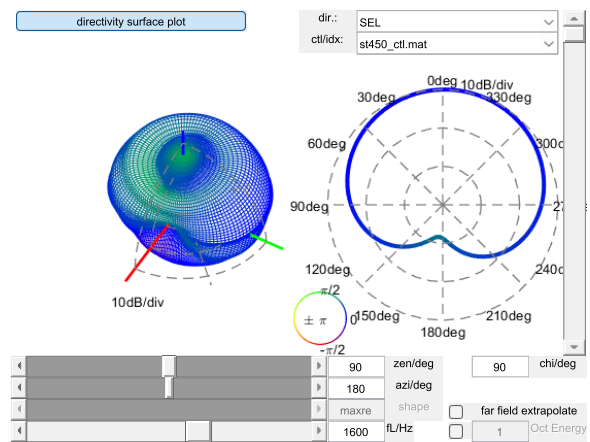 directivity surface plot
dir.: SEL
ctl/idx: st450_ctl.mat
0deg 10dB/div
30deg 330deg
60deg 300d
90deg 27
120deg 240d
150deg 210deg
180deg
10dB/div
π/2
± π 0
-π/2
90 zen/deg 90 chi/deg
180 azi/deg
maxre shape far field extrapolate
1600 fL/Hz 1 Oct Energy